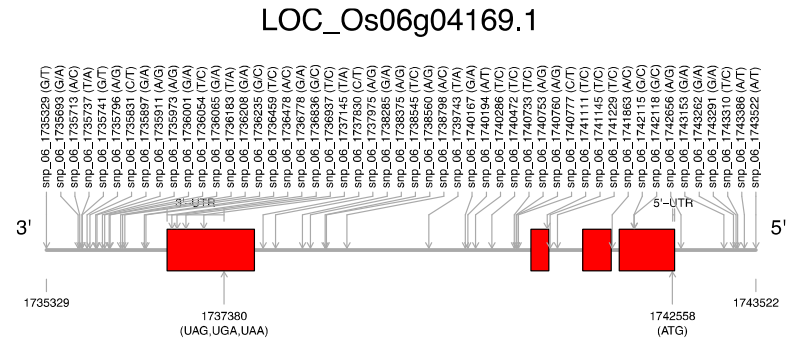 LOC_Os06g04169.1
snp_06_1735329 (G/T)
snp_06_1735693 (G/A)
snp_06_1735713 (A/C)
snp_06_1735737 (T/A)
snp_06_1735741 (G/T)
snp_06_1735796 (A/G)
snp_06_1735831 (C/T)
snp_06_1735897 (G/A)
snp_06_1735911 (A/G)
snp_06_1735973 (A/G)
snp_06_1736001 (G/A)
snp_06_1736054 (T/C)
snp_06_1736065 (G/A)
snp_06_1736183 (T/A)
snp_06_1736208 (G/A)
snp_06_1736235 (G/C)
snp_06_1736459 (T/C)
snp_06_1736478 (A/C)
snp_06_1736778 (G/A)
snp_06_1736836 (G/C)
snp_06_1736937 (T/C)
snp_06_1737145 (T/A)
snp_06_1737830 (C/T)
snp_06_1737975 (A/G)
snp_06_1738285 (G/A)
snp_06_1738375 (A/G)
snp_06_1738545 (T/C)
snp_06_1738560 (A/G)
snp_06_1738798 (A/C)
snp_06_1739743 (T/A)
snp_06_1740167 (G/A)
snp_06_1740194 (A/T)
snp_06_1740286 (T/C)
snp_06_1740472 (T/C)
snp_06_1740733 (T/C)
snp_06_1740753 (A/G)
snp_06_1740760 (A/G)
snp_06_1740777 (C/T)
snp_06_1741111 (T/C)
snp_06_1741145 (T/C)
snp_06_1741229 (T/C)
snp_06_1741863 (A/C)
snp_06_1742115 (G/C)
snp_06_1742118 (G/C)
snp_06_1742656 (A/G)
snp_06_1743153 (G/A)
snp_06_1743262 (G/A)
snp_06_1743291 (G/A)
snp_06_1743310 (T/C)
snp_06_1743386 (A/T)
snp_06_1743522 (A/T)
3'−UTR
5'−UTR
3'
5'
1735329
1743522
1737380
(UAG,UGA,UAA)
1742558
(ATG)